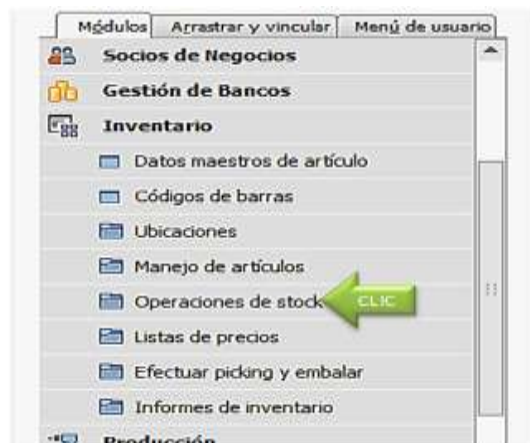 Módulos Arrastrar y vincular Menú de usuario
Socios de Negocios
Gestión de Bancos
Inventario
Datos maestros de artículo
Códigos de barras
Ubicaciones
Manejo de artículos
Operaciones de stock CLIC
Listas de precios
Efectuar picking y embalar
Informes de inventario
Producción